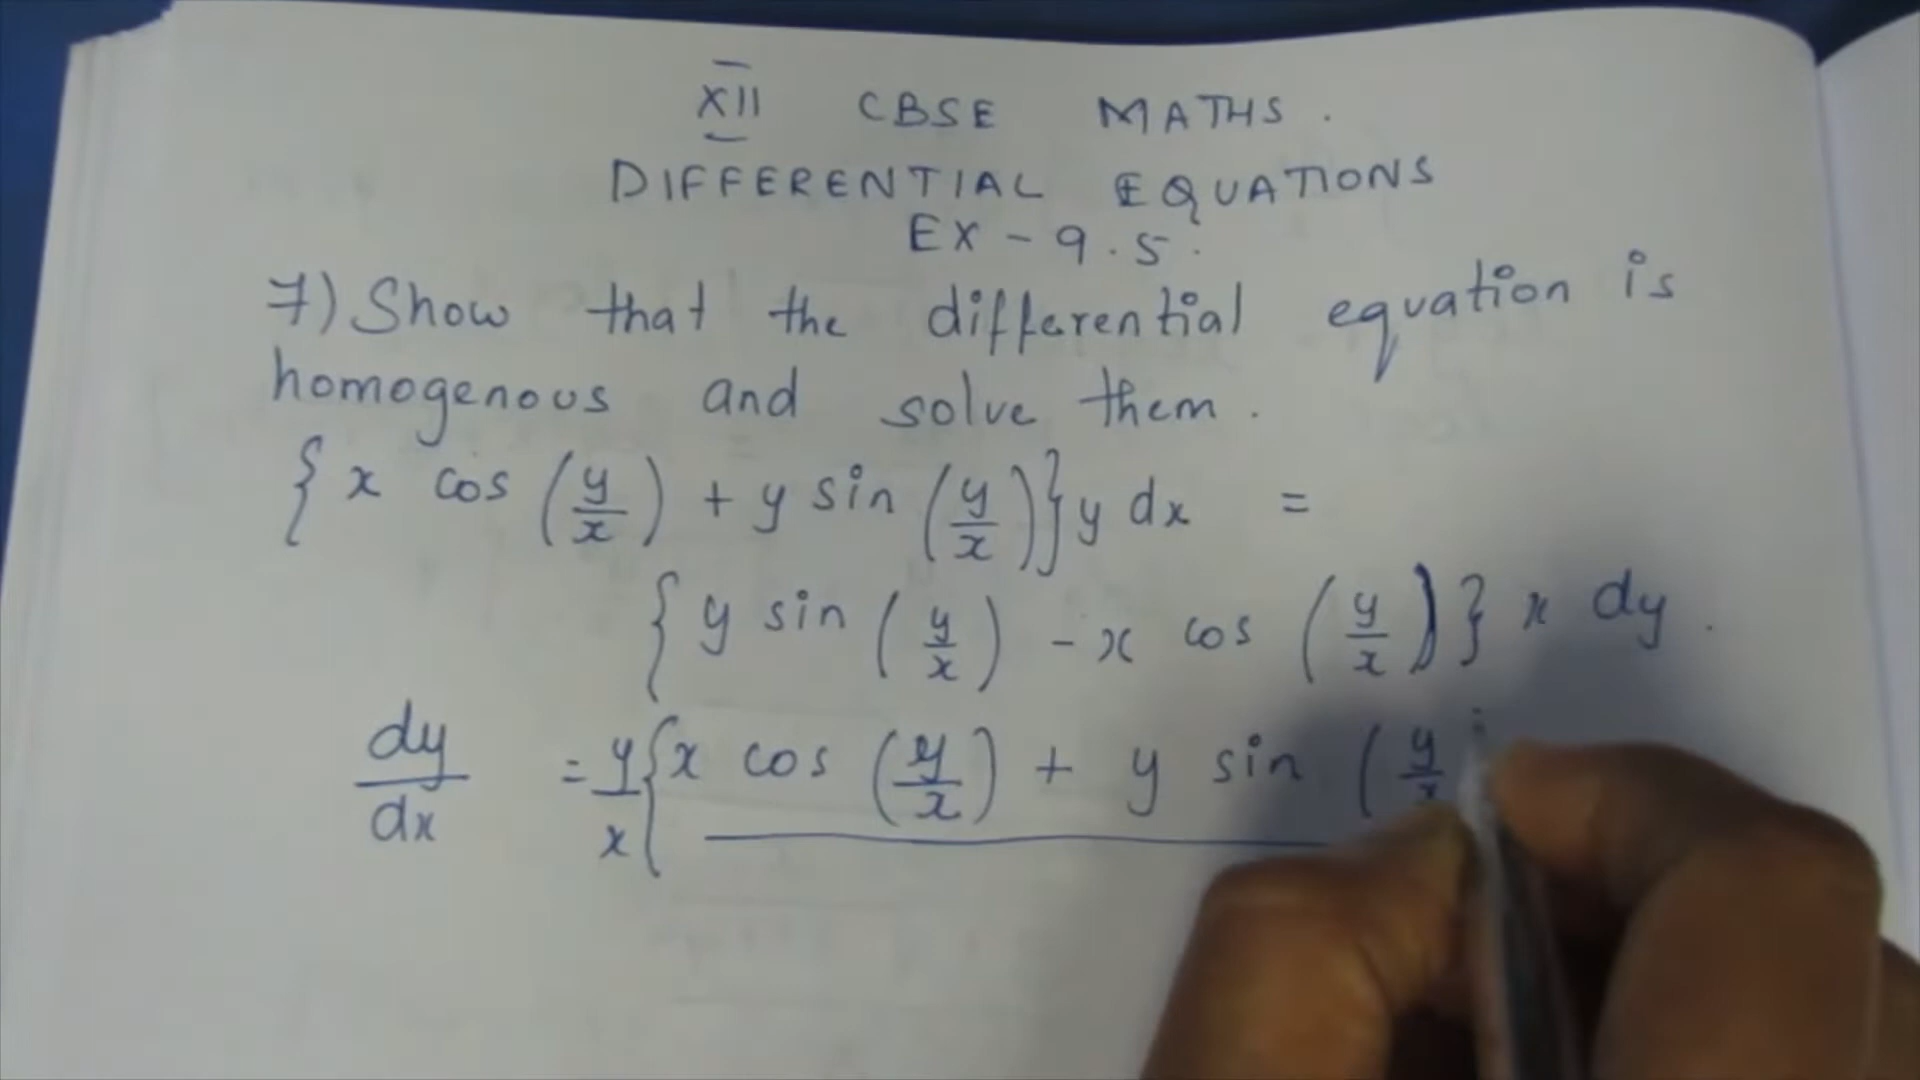 XII CBSE MATHS.
DIFFERENTIAL EQUATIONS
EX - 9.5.
7) Show that the differential equation is
homogenous and solve them.
{ x cos (y/x) + y sin (y/x) } y dx =
{ y sin (y/x) - x cos (y/x) } x dy.
dy/dx = y/x { x cos (y/x) + y sin (y/x